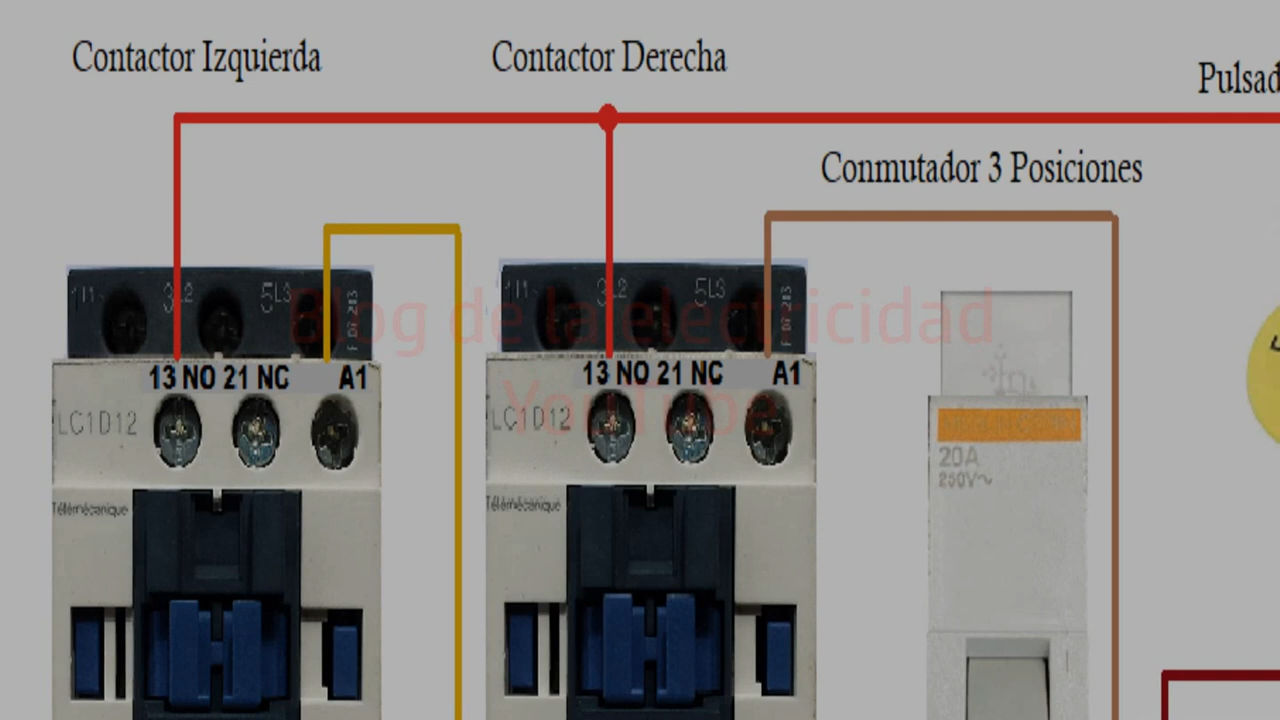 Contactor Izquierda
Contactor Derecha
Pulsad
Conmutador 3 Posiciones
1L1 3L2 5L3
1L1 3L2 5L3
Blog de la electricidad
YouTube
13 NO 21 NC A1
13 NO 21 NC A1
LC1D12
LC1D12
20A
250V~
Télémécanique
Télémécanique